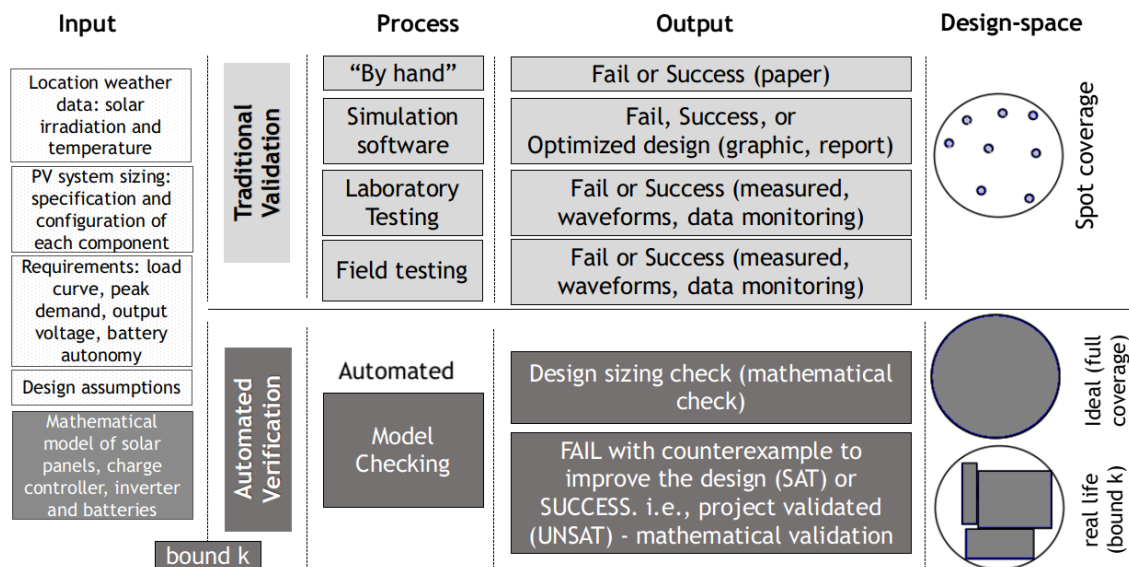 Input
Process
Output
Design-space
Location weather
data: solar
irradiation and
temperature
PV system sizing:
specification and
configuration of
each component
Requirements: load
curve, peak
demand, output
voltage, battery
autonomy
Design assumptions
Mathematical
model of solar
panels, charge
controller, inverter
and batteries
Traditional
Validation
“By hand”
Fail or Success (paper)
Simulation
software
Fail, Success, or
Optimized design (graphic, report)
Laboratory
Testing
Fail or Success (measured,
waveforms, data monitoring)
Field testing
Fail or Success (measured,
waveforms, data monitoring)
Spot coverage
Automated
Verification
bound k
Automated
Model
Checking
Design sizing check (mathematical
check)
FAIL with counterexample to
improve the design (SAT) or
SUCCESS. i.e., project validated
(UNSAT) - mathematical validation
Ideal (full
coverage)
real life
(bound k)